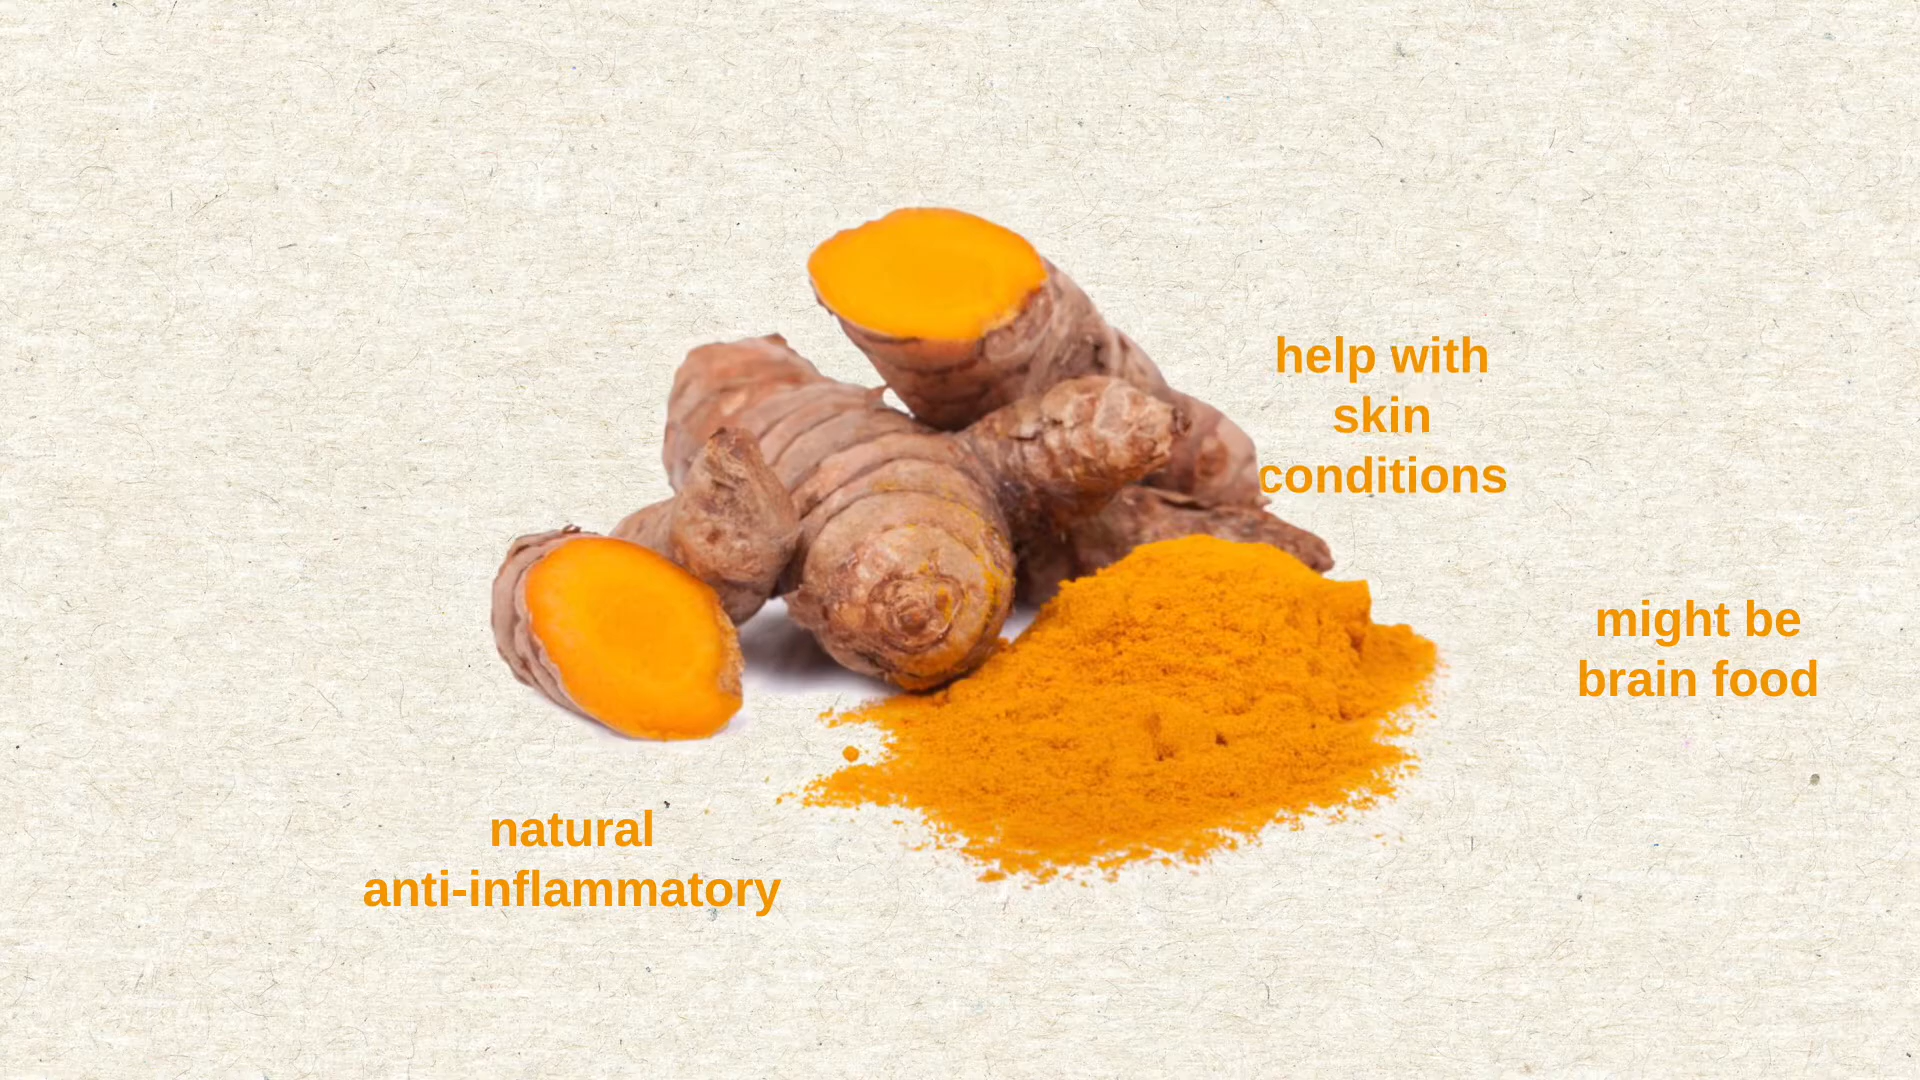 help with
skin
conditions
might be
brain food
natural
anti-inflammatory